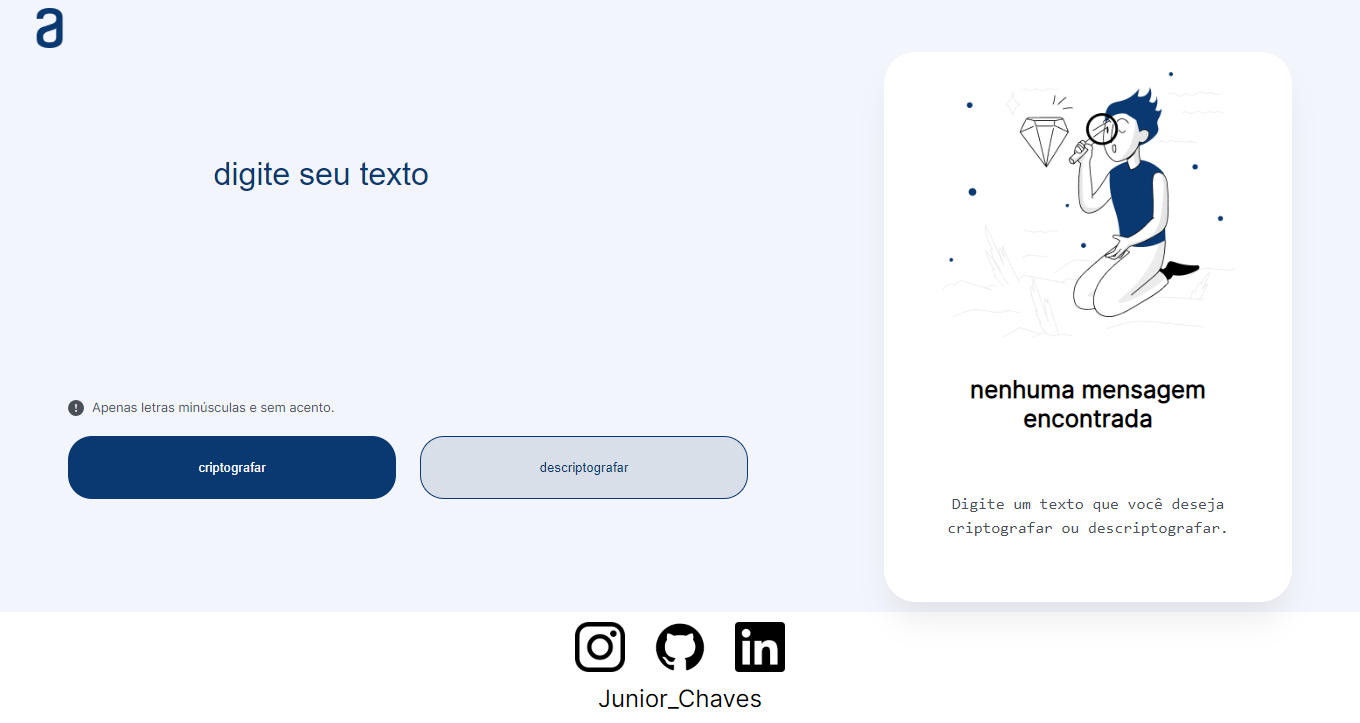 a
digite seu texto
Apenas letras minúsculas e sem acento.
criptografar
descriptografar
nenhuma mensagem
encontrada
Digite um texto que você deseja
criptografar ou descriptografar.
in
Junior_Chaves